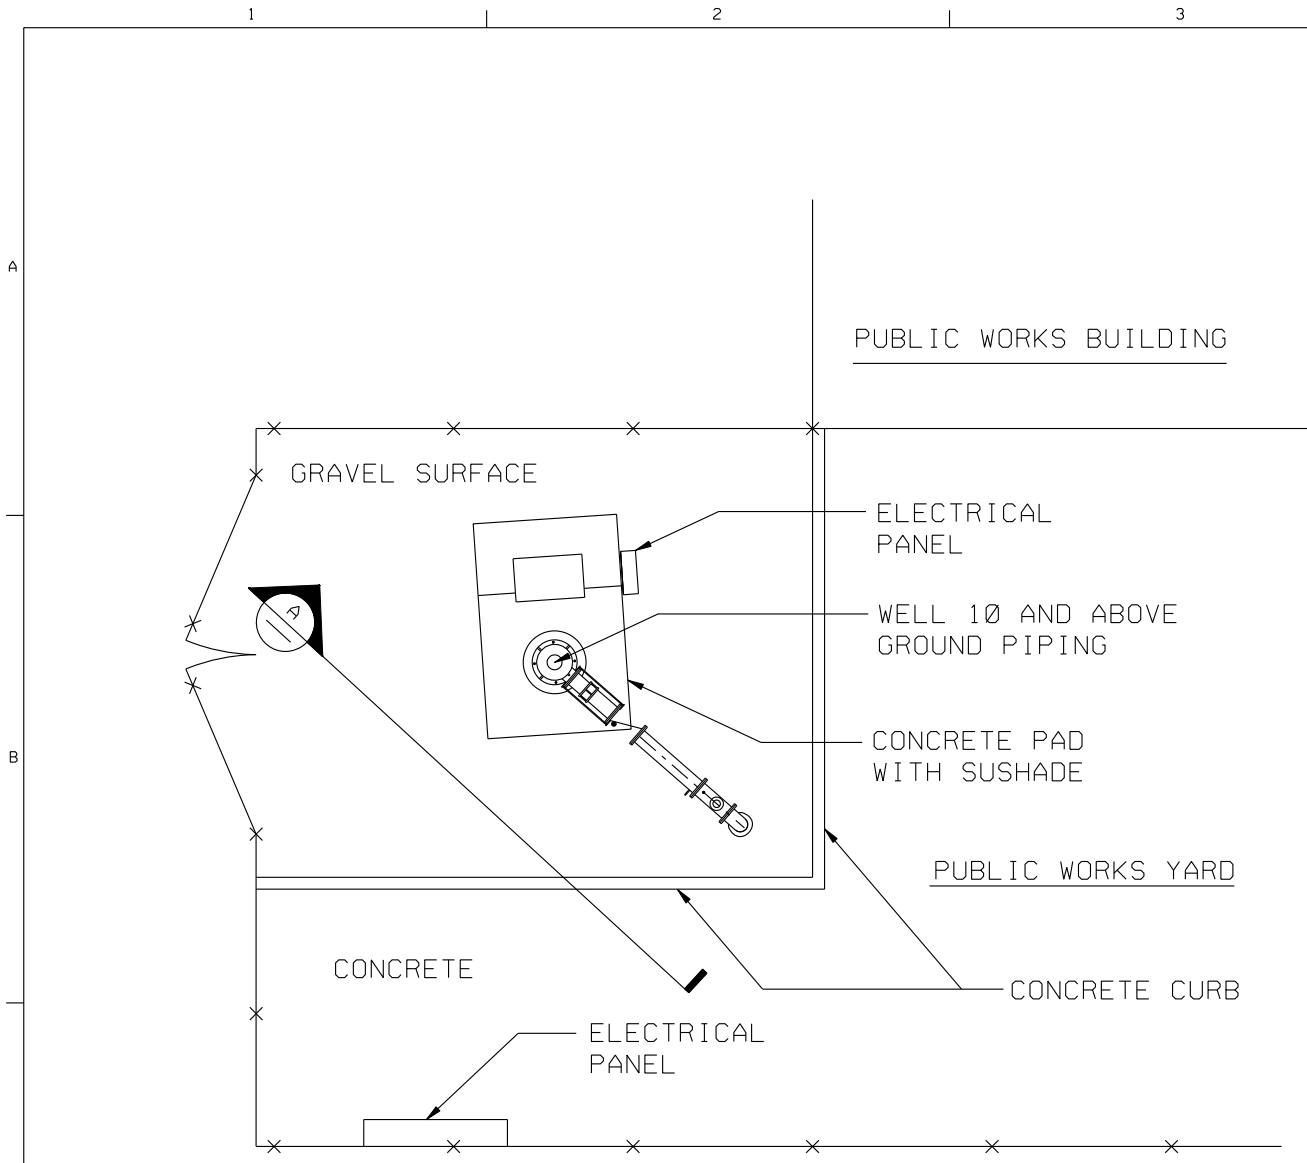 1 2 3
A
PUBLIC WORKS BUILDING
GRAVEL SURFACE
ELECTRICAL
PANEL
A
WELL 10 AND ABOVE
GROUND PIPING
CONCRETE PAD
WITH SUSHADE
B
PUBLIC WORKS YARD
CONCRETE
CONCRETE CURB
ELECTRICAL
PANEL